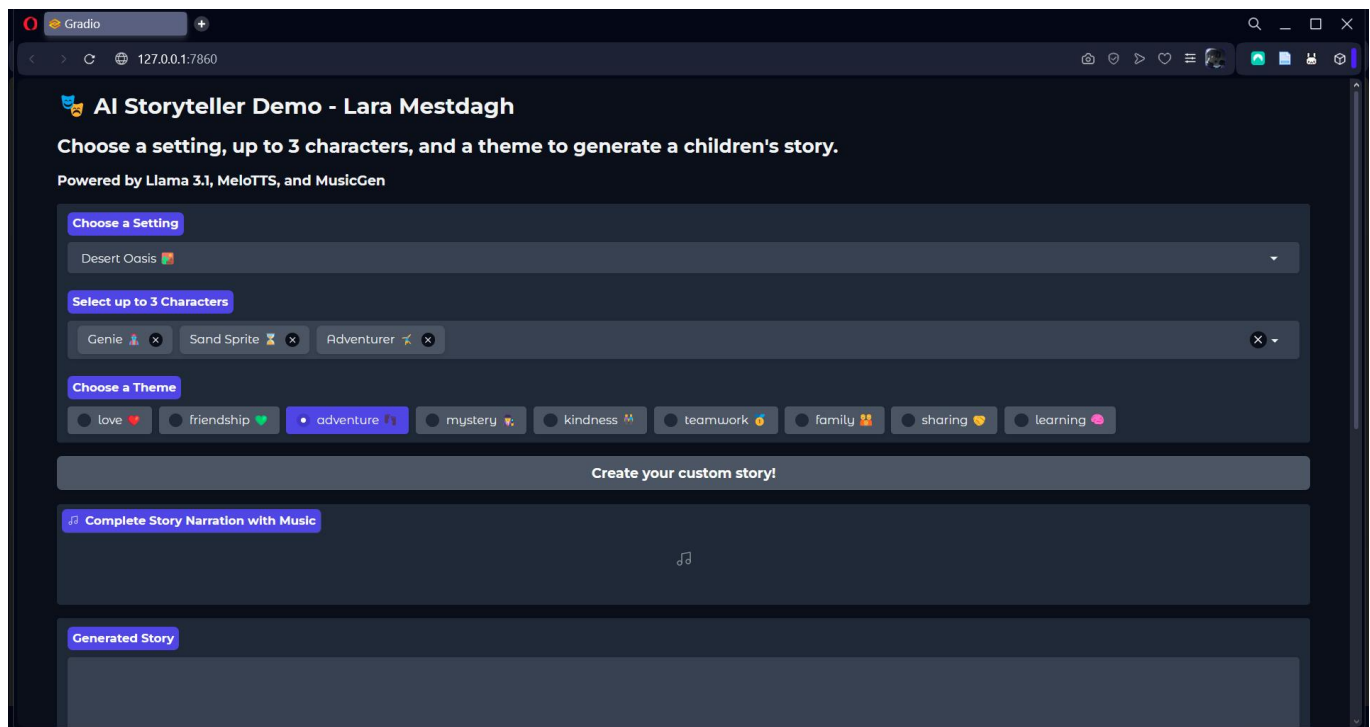 Gradio
127.0.0.1:7860
🎭 AI Storyteller Demo - Lara Mestdagh
Choose a setting, up to 3 characters, and a theme to generate a children's story.
Powered by Llama 3.1, MeloTTS, and MusicGen
Choose a Setting
Desert Oasis
Select up to 3 Characters
Genie Sand Sprite ⏳ Adventurer
Choose a Theme
love ❤️ friendship 💚 adventure 👣 mystery kindness teamwork 🥇 family sharing 🤝 learning 🧠
Create your custom story!
Complete Story Narration with Music
Generated Story